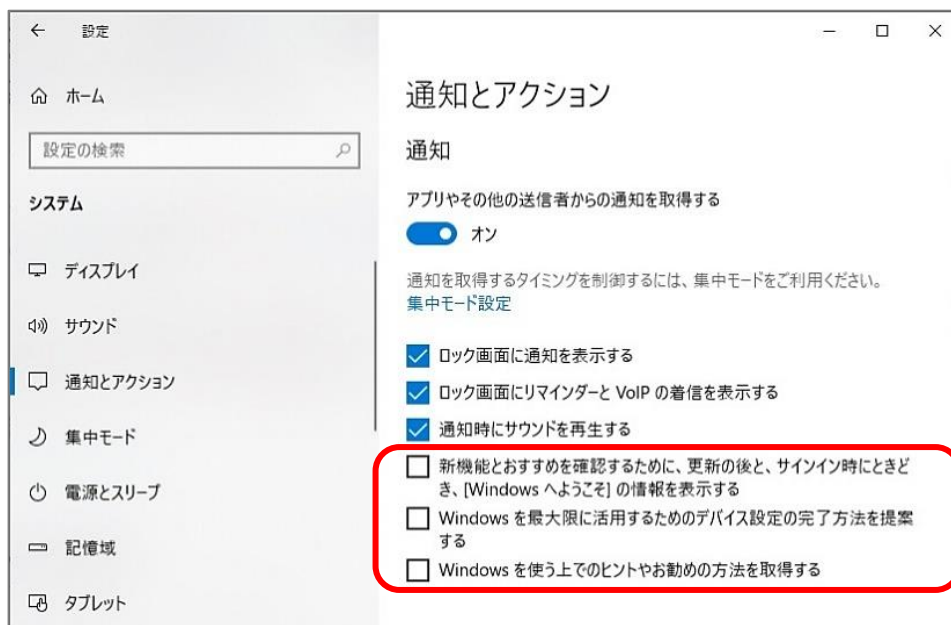 設定
ホーム
設定の検索
システム
ディスプレイ
サウンド
通知とアクション
集中モード
電源とスリープ
記憶域
タブレット
通知とアクション
通知
アプリやその他の送信者からの通知を取得する
オン
通知を取得するタイミングを制御するには、集中モードをご利用ください。
集中モード設定
ロック画面に通知を表示する
ロック画面にリマインダーと VoIP の着信を表示する
通知時にサウンドを再生する
新機能とおすすめを確認するために、更新の後と、サインイン時にときど
き、[Windows へようこそ] の情報を表示する
Windows を最大限に活用するためのデバイス設定の完了方法を提案
する
Windows を使う上でのヒントやお勧めの方法を取得する